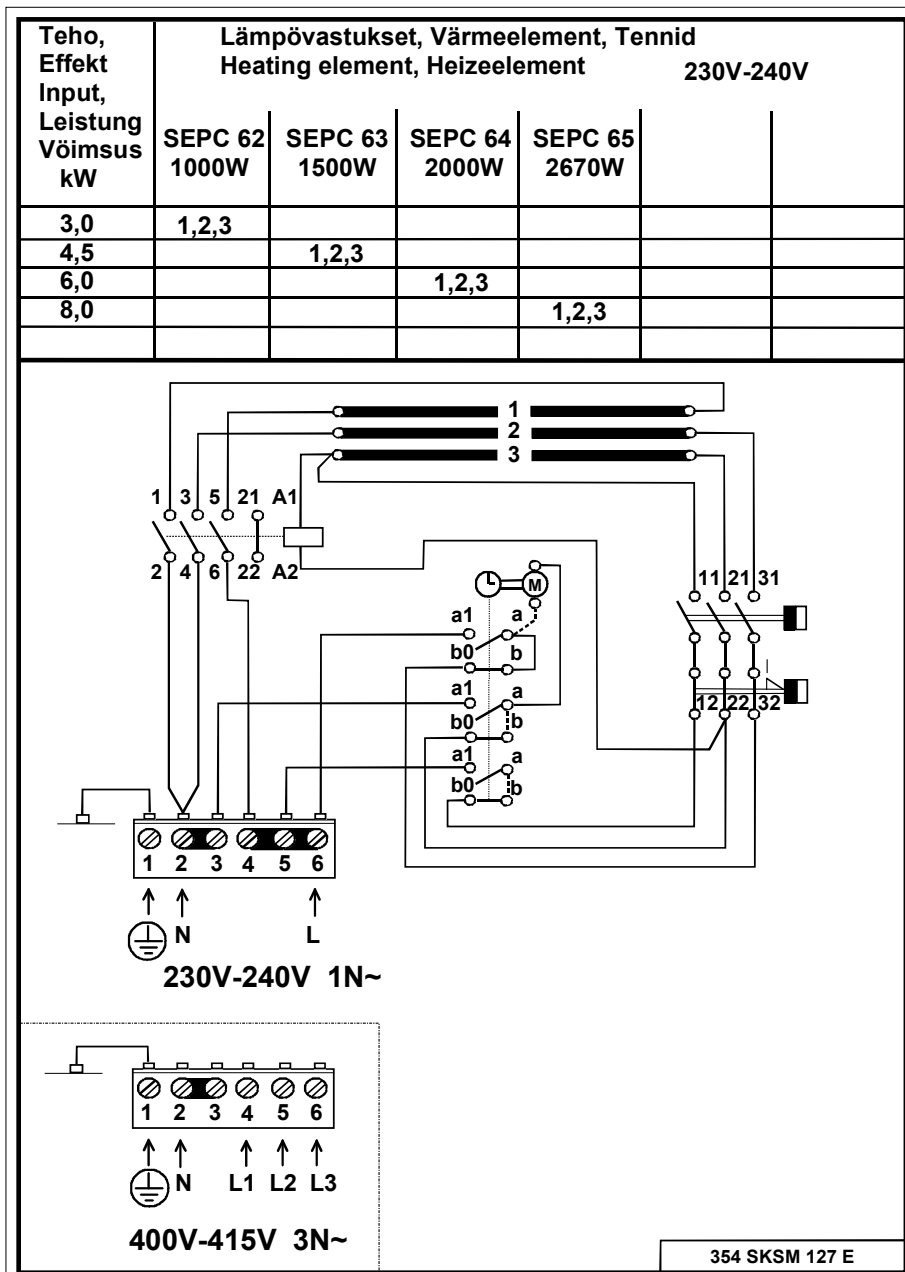 Teho,
Effekt
Input,
Leistung
Vöimsus
kW
Lämpövastukset, Värmeelement, Tennid
Heating element, Heizeelement 230V-240V
SEPC 62 SEPC 63 SEPC 64 SEPC 65
1000W 1500W 2000W 2670W
3,0 1,2,3
4,5 1,2,3
6,0 1,2,3
8,0 1,2,3
1
2
3
1 3 5 21 A1
2 4 6 22 A2
M
11 21 31
a1 a
b0 b
a1 a
b0 b
12 22 32
a1 a
b0 b
1 2 3 4 5 6
N L
230V-240V 1N~
1 2 3 4 5 6
N L1 L2 L3
400V-415V 3N~
354 SKSM 127 E